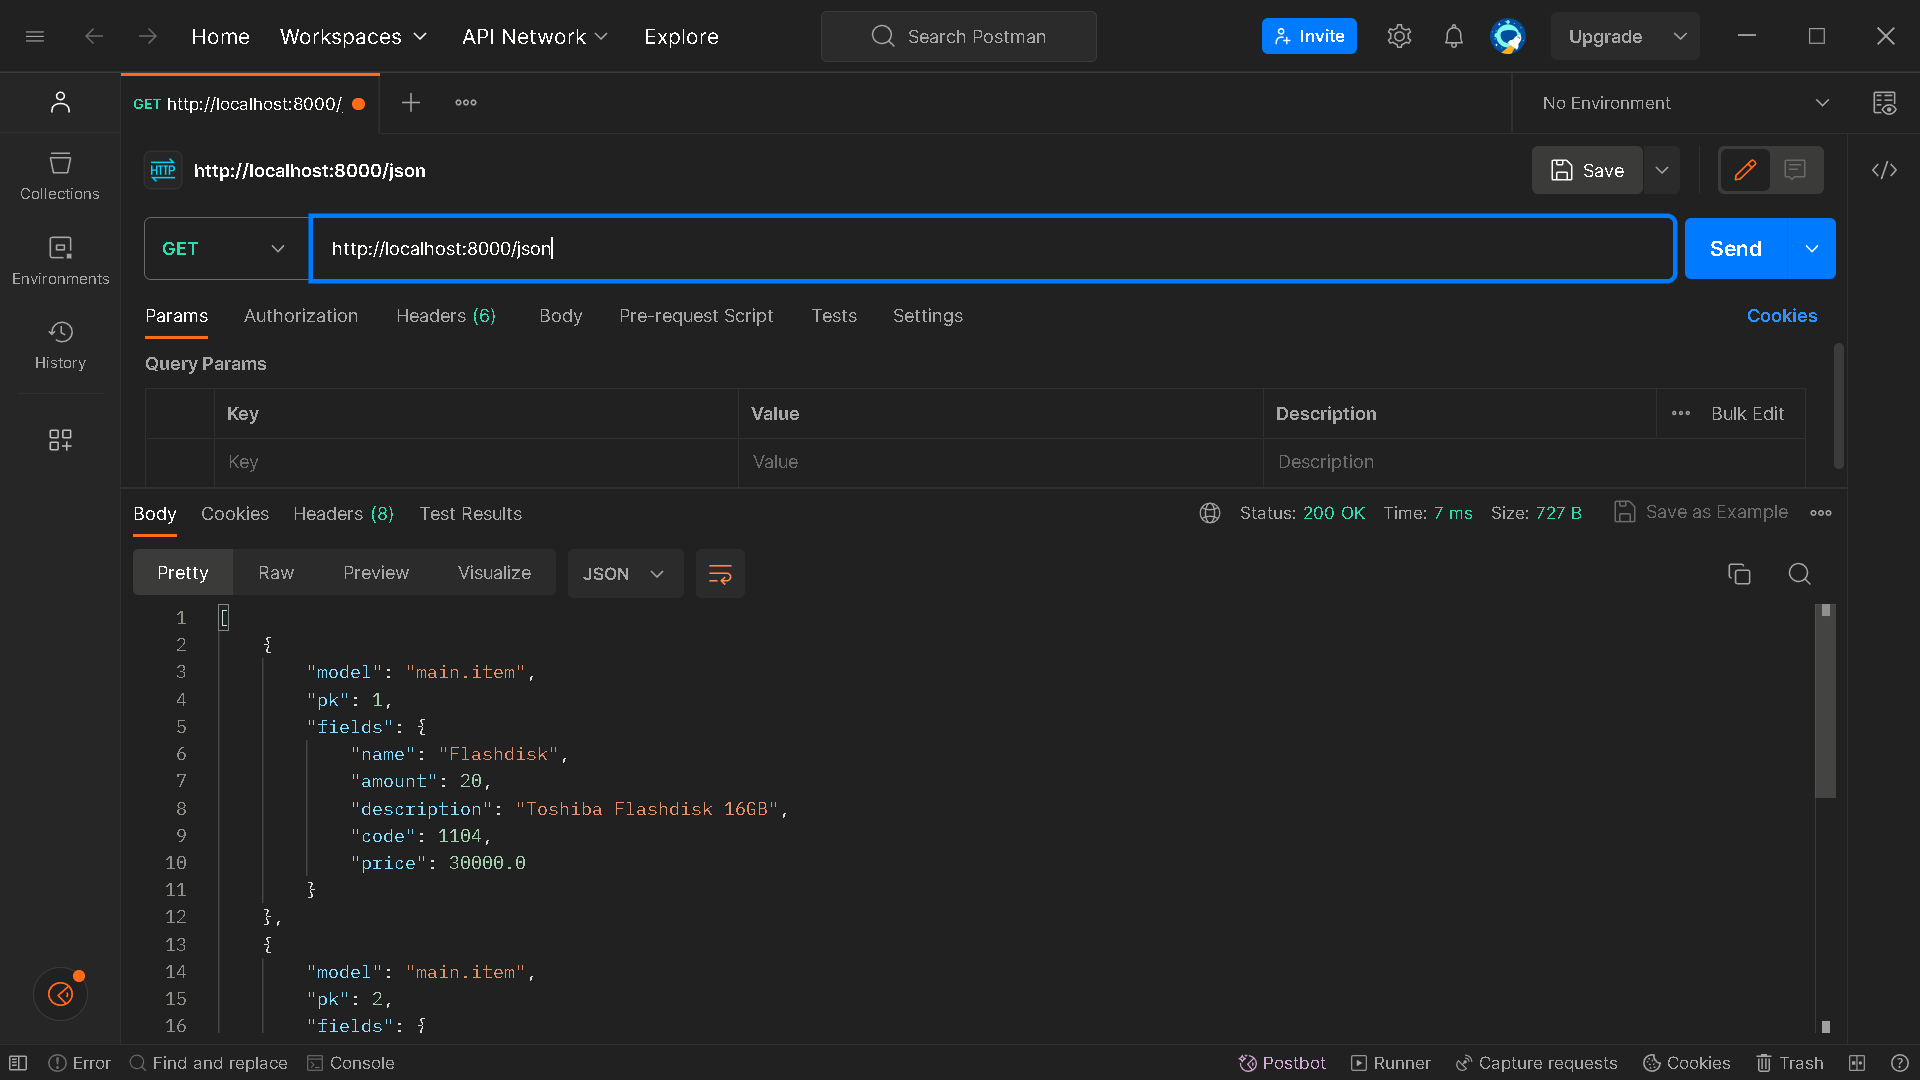 Home Workspaces API Network Explore Search Postman Invite Upgrade
GET http://localhost:8000/ No Environment
HTTP http://localhost:8000/json Save
GET http://localhost:8000/json Send
Params Authorization Headers (6) Body Pre-request Script Tests Settings Cookies
Query Params
Key Value Description Bulk Edit
Key Value Description
Body Cookies Headers (8) Test Results Status: 200 OK Time: 7 ms Size: 727 B Save as Example
Pretty Raw Preview Visualize JSON
1 [
2 {
3 "model": "main.item",
4 "pk": 1,
5 "fields": {
6 "name": "Flashdisk",
7 "amount": 20,
8 "description": "Toshiba Flashdisk 16GB",
9 "code": 1104,
10 "price": 30000.0
11 }
12 },
13 {
14 "model": "main.item",
15 "pk": 2,
16 "fields": {
Collections
Environments
History
Error Find and replace Console Postbot Runner Capture requests Cookies Trash